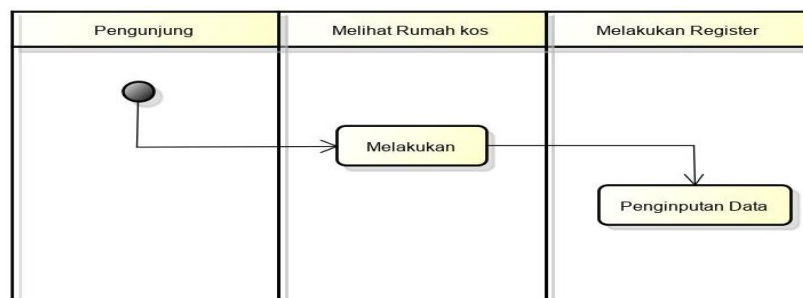 Pengunjung
Melihat Rumah kos
Melakukan Register
Melakukan
Penginputan Data